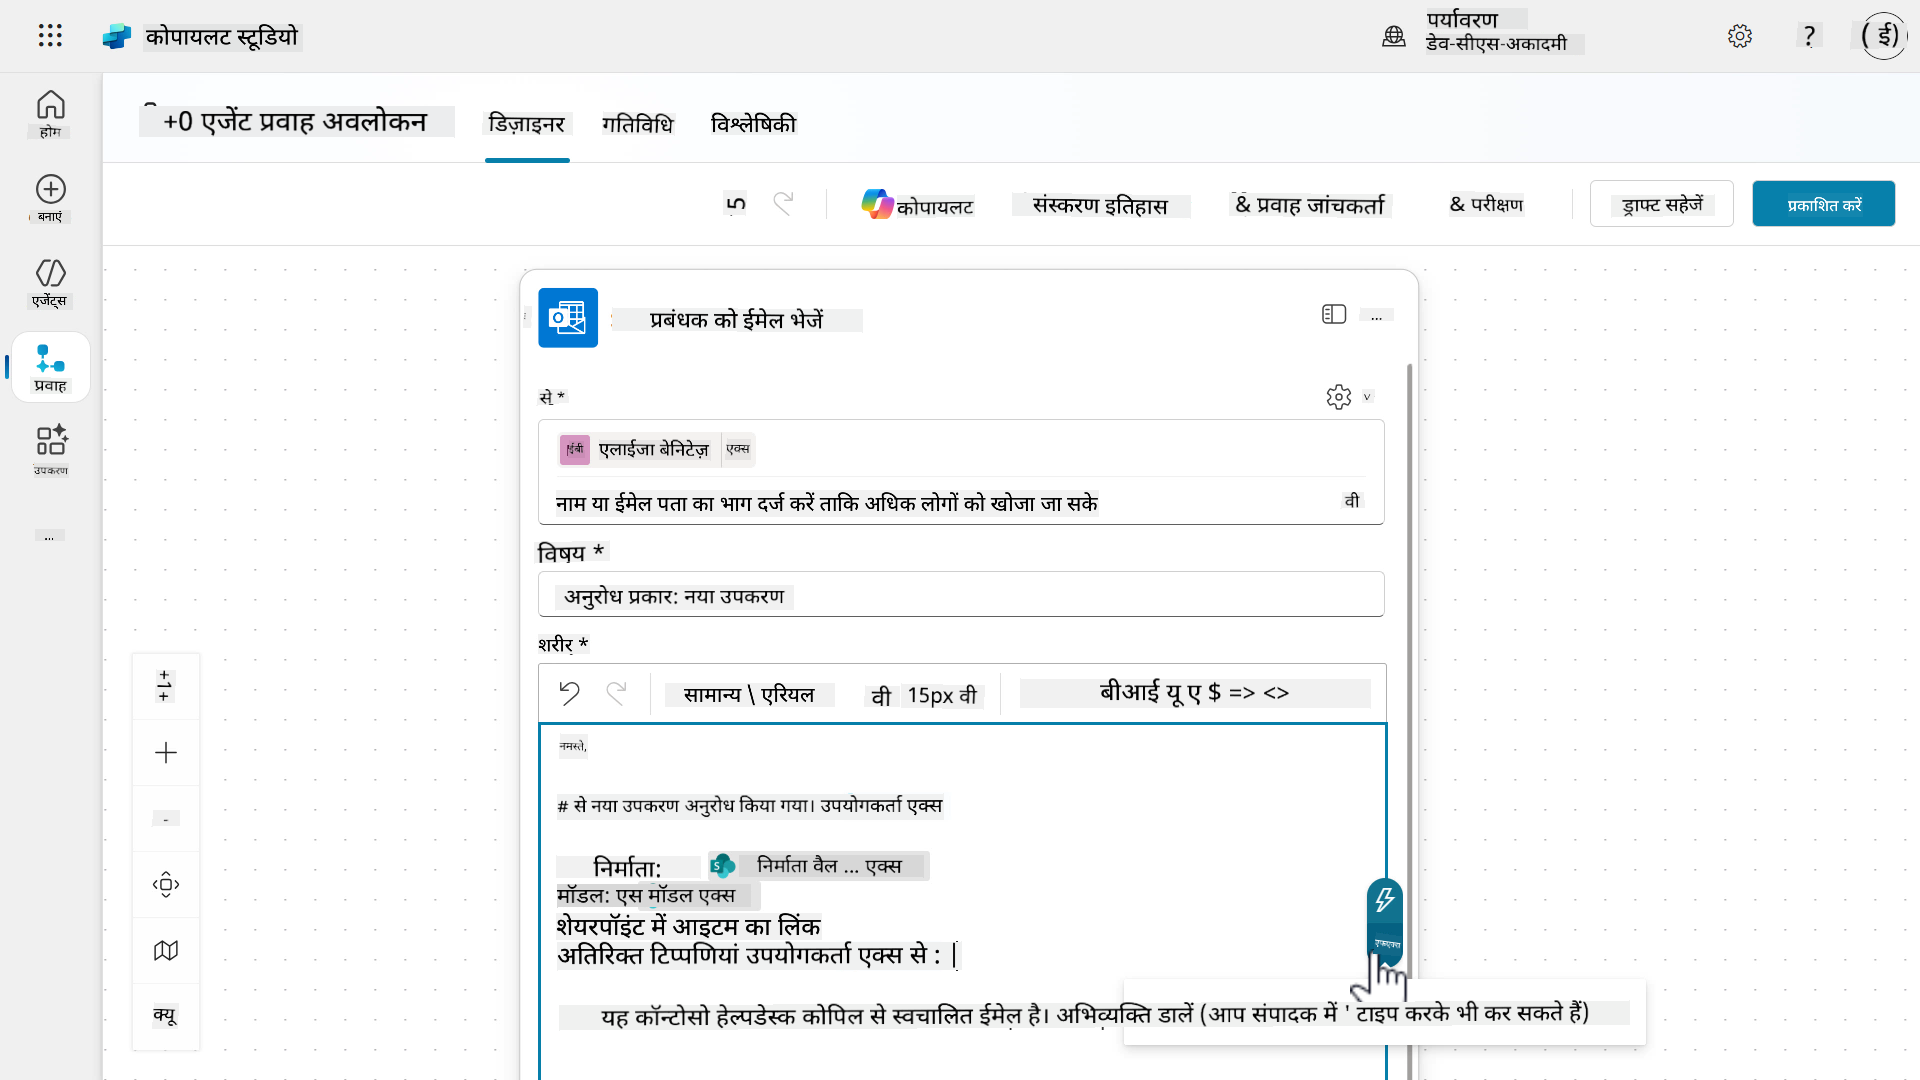 कोपायलट स्टूडियो
पर्यावरण
डेव-सीएस-अकादमी
?
( ई)
होम
बनाएं
एजेंट्स
प्रवाह
उपकरण
...
+0 एजेंट प्रवाह अवलोकन
डिज़ाइनर
गतिविधि
विश्लेषिकी
5
कोपायलट
संस्करण इतिहास
& प्रवाह जांचकर्ता
& परीक्षण
ड्राफ्ट सहेजें
प्रकाशित करें
प्रबंधक को ईमेल भेजें
...
से *
v
ईबी
एलाईजा बेनिटेज़
एक्स
नाम या ईमेल पता का भाग दर्ज करें ताकि अधिक लोगों को खोजा जा सके
वी
विषय *
अनुरोध प्रकार: नया उपकरण
शरीर *
सामान्य \ एरियल
वी
15px वी
बीआई यू ए $ => <>
नमस्ते,
# से नया उपकरण अनुरोध किया गया। उपयोगकर्ता एक्स
निर्माता:
निर्माता वैल ... एक्स
मॉडल: एस मॉडल एक्स
शेयरपॉइंट में आइटम का लिंक
अतिरिक्त टिप्पणियां उपयोगकर्ता एक्स से :
एफएक्स
यह कॉन्टोसो हेल्पडेस्क कोपिल से स्वचालित ईमेल है। अभिव्यक्ति डालें (आप संपादक में ' टाइप करके भी कर सकते हैं)
क्यू